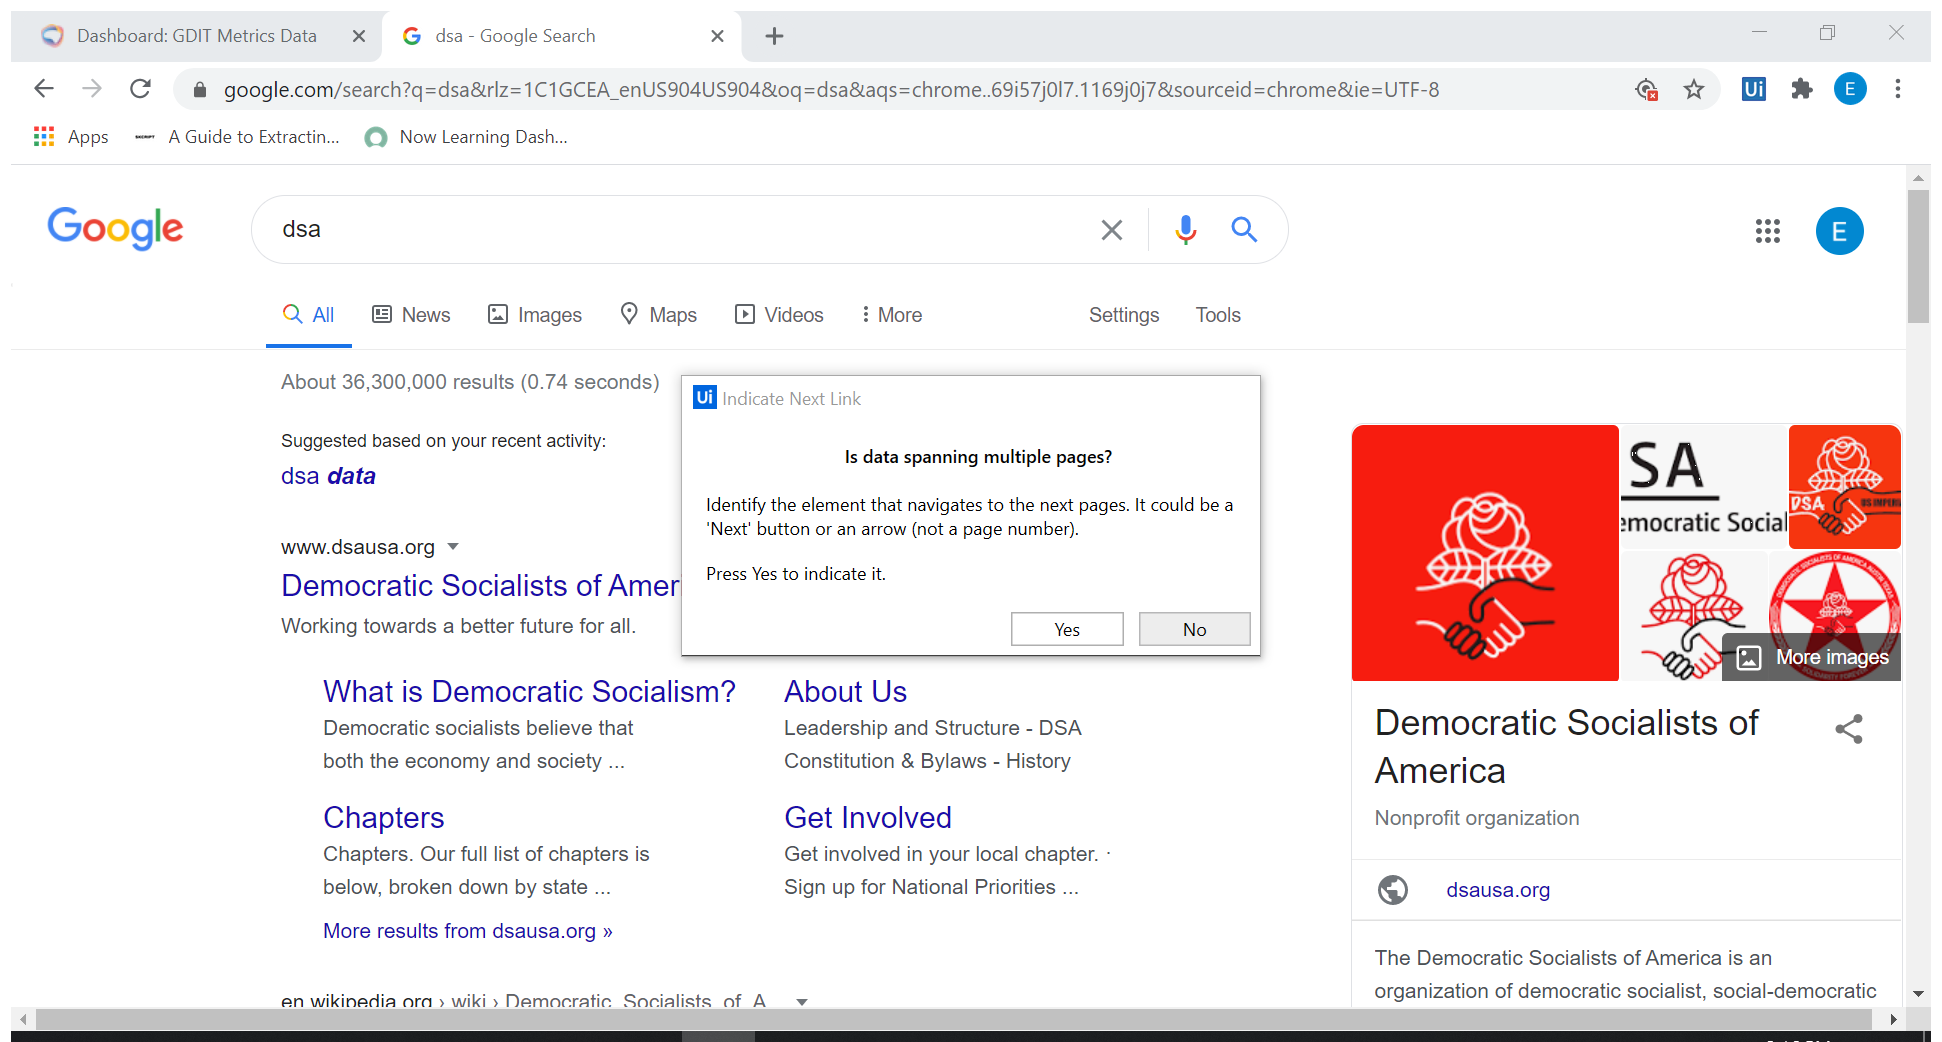 Dashboard: GDIT Metrics Data
dsa - Google Search
google.com/search?q=dsa&rlz=1C1GCEA_enUS904US904&oq=dsa&aqs=chrome..69i57j0l7.1169j0j7&sourceid=chrome&ie=UTF-8
Ui
E
Apps
A Guide to Extractin...
Now Learning Dash...
Google
dsa
E
All
News
Images
Maps
Videos
More
Settings
Tools
About 36,300,000 results (0.74 seconds)
Suggested based on your recent activity:
dsa data
www.dsausa.org
Democratic Socialists of Amer
Working towards a better future for all.
Ui Indicate Next Link
Is data spanning multiple pages?
Identify the element that navigates to the next pages. It could be a
'Next' button or an arrow (not a page number).
Press Yes to indicate it.
Yes
No
What is Democratic Socialism?
Democratic socialists believe that
both the economy and society ...
About Us
Leadership and Structure - DSA
Constitution & Bylaws - History
Chapters
Chapters. Our full list of chapters is
below, broken down by state ...
Get Involved
Get involved in your local chapter. ·
Sign up for National Priorities ...
More results from dsausa.org »
en.wikipedia.org › wiki › Democratic_Socialists_of_A...
SA
emocratic Social
DSA
More images
Democratic Socialists of
America
Nonprofit organization
dsausa.org
The Democratic Socialists of America is an
organization of democratic socialist, social-democratic